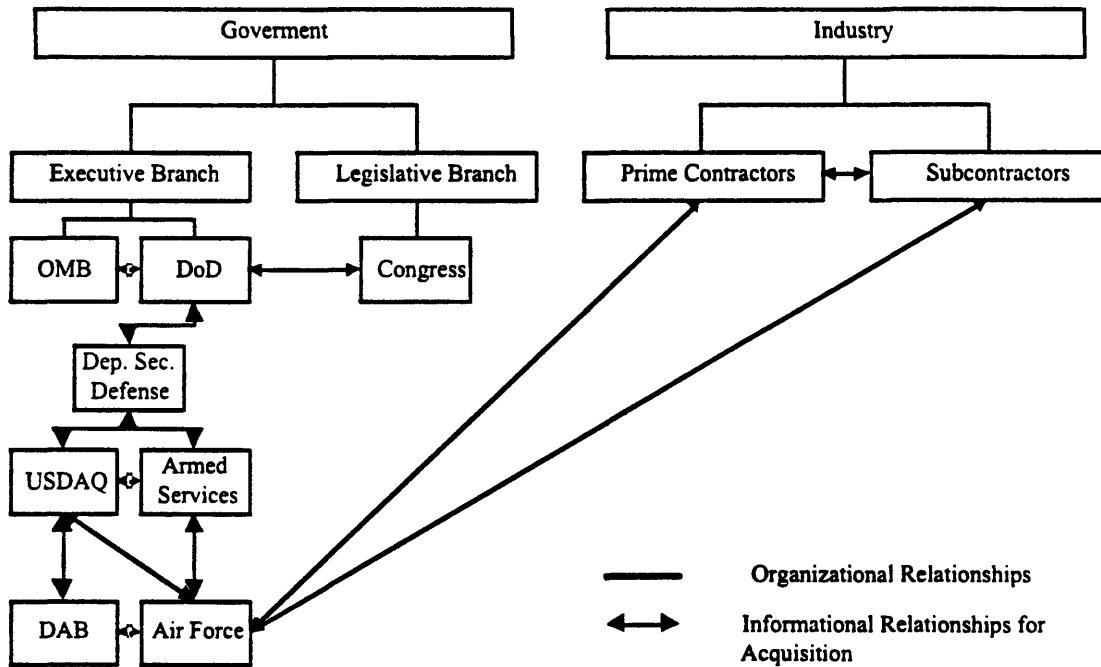 Goverment
Industry
Executive Branch
Legislative Branch
Prime Contractors
Subcontractors
OMB
DoD
Congress
Dep. Sec.
Defense
USDAQ
Armed
Services
DAB
Air Force
Organizational Relationships
Informational Relationships for
Acquisition